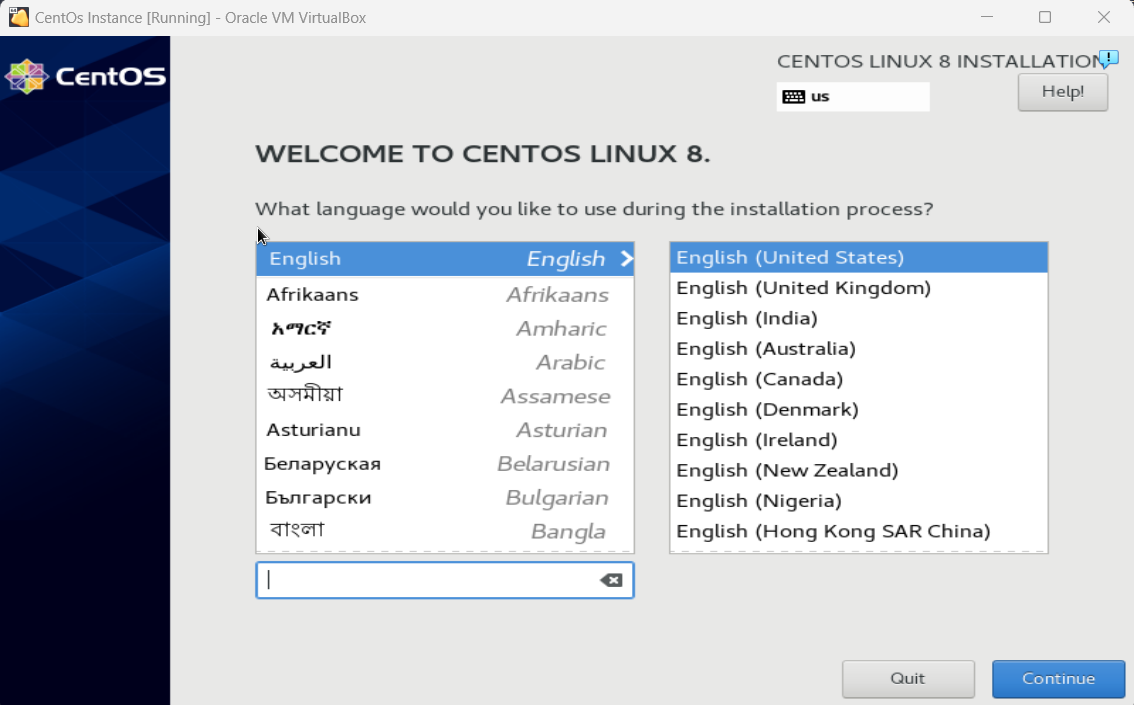 CentOs Instance [Running] - Oracle VM VirtualBox
CentOS
CENTOS LINUX 8 INSTALLATION
us
Help!
WELCOME TO CENTOS LINUX 8.
What language would you like to use during the installation process?
English English
Afrikaans Afrikaans
አማርኛ Amharic
العربية Arabic
অসমীয়া Assamese
Asturianu Asturian
Беларуская Belarusian
Български Bulgarian
বাংলা Bangla
English (United States)
English (United Kingdom)
English (India)
English (Australia)
English (Canada)
English (Denmark)
English (Ireland)
English (New Zealand)
English (Nigeria)
English (Hong Kong SAR China)
Quit
Continue